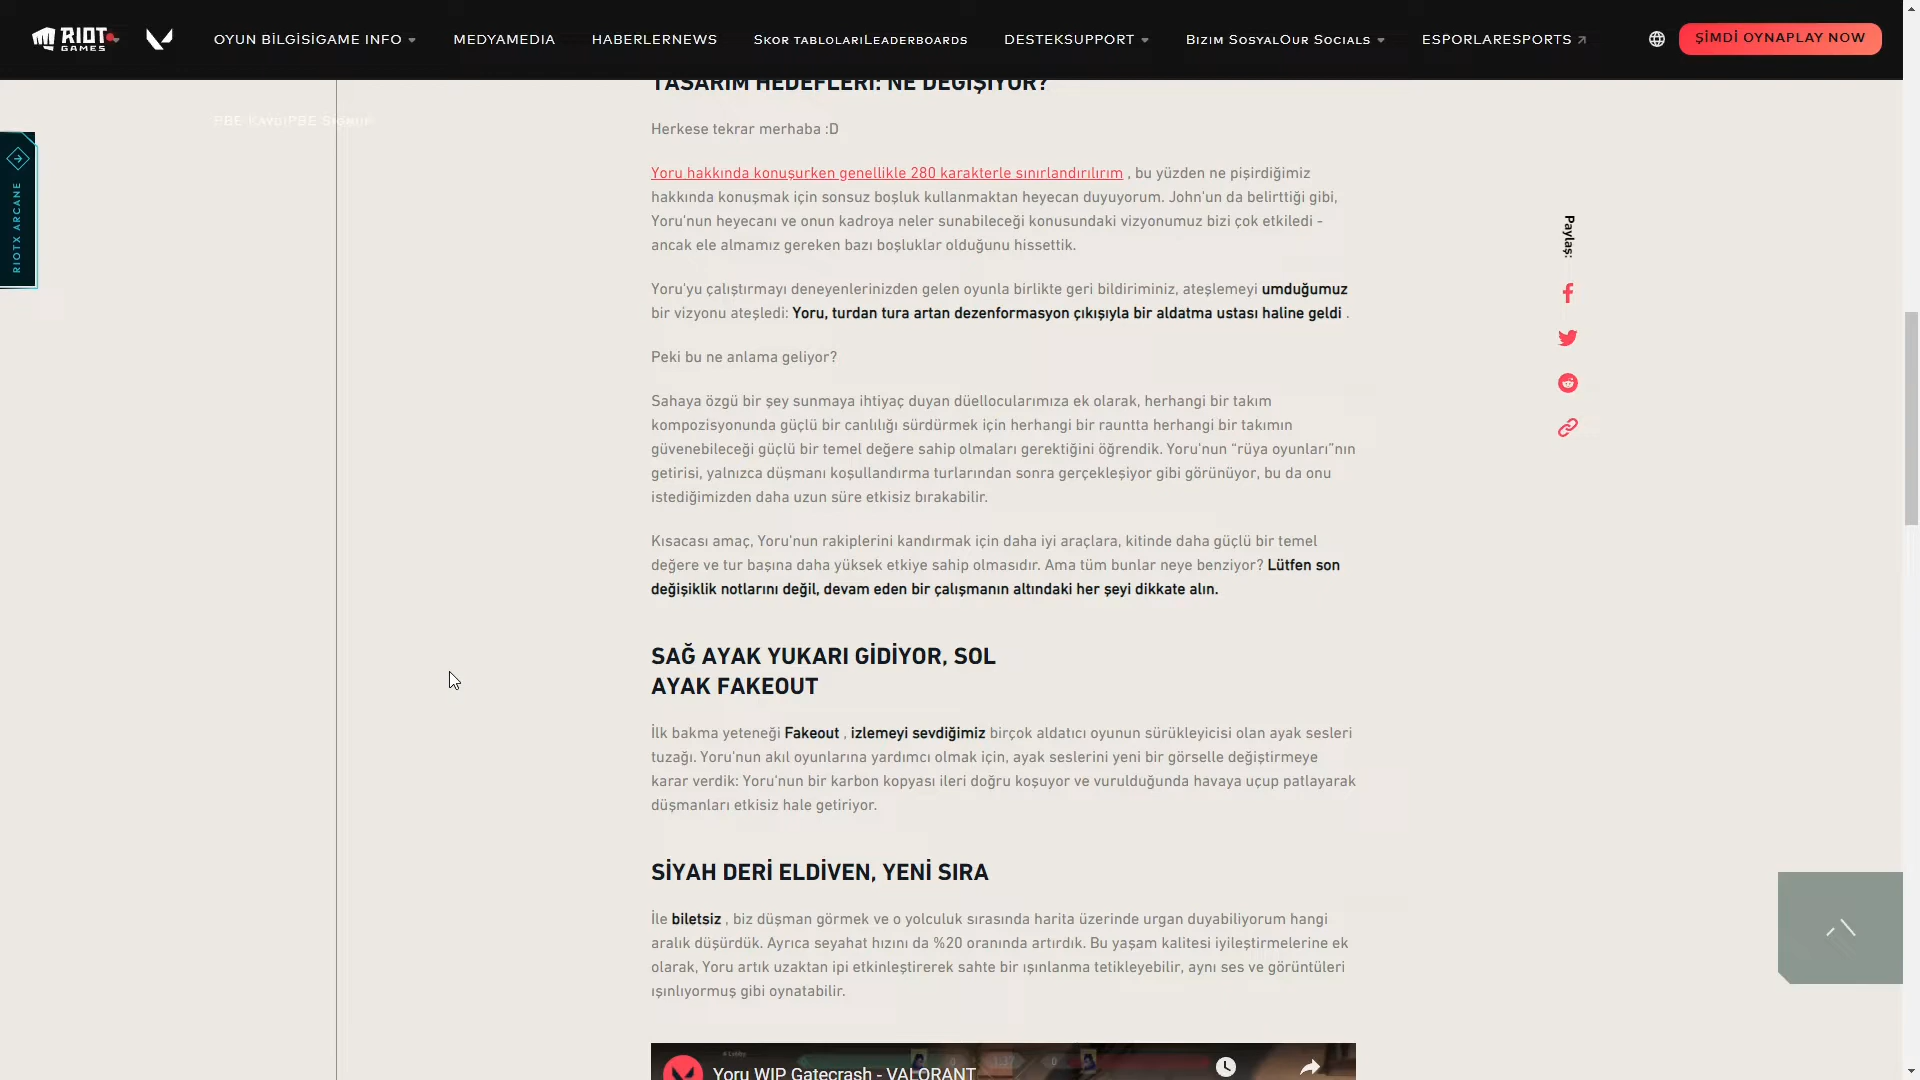 RIOT GAMES
OYUN BİLGİSİGAME INFO
MEDYAMEDIA
HABERLERNEWS
SKOR TABLOLARILEADERBOARDS
DESTEKSUPPORT
BIZIM SOSYALOUR SOCIALS
ESPORLARESPORTS
ŞİMDİ OYNAPLAY NOW
TASARIM HEDEFLERİ: NE DEĞİŞİYOR?
PBE KAYDIPBE SIGNUP
Herkese tekrar merhaba :D
RIOTX ARCANE
Yoru hakkında konuşurken genellikle 280 karakterle sınırlandırılırım , bu yüzden ne pişirdiğimiz
hakkında konuşmak için sonsuz boşluk kullanmaktan heyecan duyuyorum. John'un da belirttiği gibi,
Yoru'nun heyecanı ve onun kadroya neler sunabileceği konusundaki vizyonumuz bizi çok etkiledi -
ancak ele almamız gereken bazı boşluklar olduğunu hissettik.
Paylaş:
Yoru'yu çalıştırmayı deneyenlerinizden gelen oyunla birlikte geri bildiriminiz, ateşlemeyi umduğumuz
bir vizyonu ateşledi: Yoru, turdan tura artan dezenformasyon çıkışıyla bir aldatma ustası haline geldi .
Peki bu ne anlama geliyor?
Sahaya özgü bir şey sunmaya ihtiyaç duyan düellocularımıza ek olarak, herhangi bir takım
kompozisyonunda güçlü bir canlılığı sürdürmek için herhangi bir rauntta herhangi bir takımın
güvenebileceği güçlü bir temel değere sahip olmaları gerektiğini öğrendik. Yoru'nun “rüya oyunları”nın
getirisi, yalnızca düşmanı koşullandırma turlarından sonra gerçekleşiyor gibi görünüyor, bu da onu
istediğimizden daha uzun süre etkisiz bırakabilir.
Kısacası amaç, Yoru'nun rakiplerini kandırmak için daha iyi araçlara, kitinde daha güçlü bir temel
değere ve tur başına daha yüksek etkiye sahip olmasıdır. Ama tüm bunlar neye benziyor? Lütfen son
değişiklik notlarını değil, devam eden bir çalışmanın altındaki her şeyi dikkate alın.
SAĞ AYAK YUKARI GİDİYOR, SOL
AYAK FAKEOUT
İlk bakma yeteneği Fakeout , izlemeyi sevdiğimiz birçok aldatıcı oyunun sürükleyicisi olan ayak sesleri
tuzağı. Yoru'nun akıl oyunlarına yardımcı olmak için, ayak seslerini yeni bir görselle değiştirmeye
karar verdik: Yoru'nun bir karbon kopyası ileri doğru koşuyor ve vurulduğunda havaya uçup patlayarak
düşmanları etkisiz hale getiriyor.
SİYAH DERİ ELDİVEN, YENİ SIRA
İle biletsiz , biz düşman görmek ve o yolculuk sırasında harita üzerinde urgan duyabiliyorum hangi
aralık düşürdük. Ayrıca seyahat hızını da %20 oranında artırdık. Bu yaşam kalitesi iyileştirmelerine ek
olarak, Yoru artık uzaktan ipi etkinleştirerek sahte bir ışınlanma tetikleyebilir, aynı ses ve görüntüleri
ışınlıyormuş gibi oynatabilir.
0 1:37 0
Yoru WIP Gatecrash - VALORANT